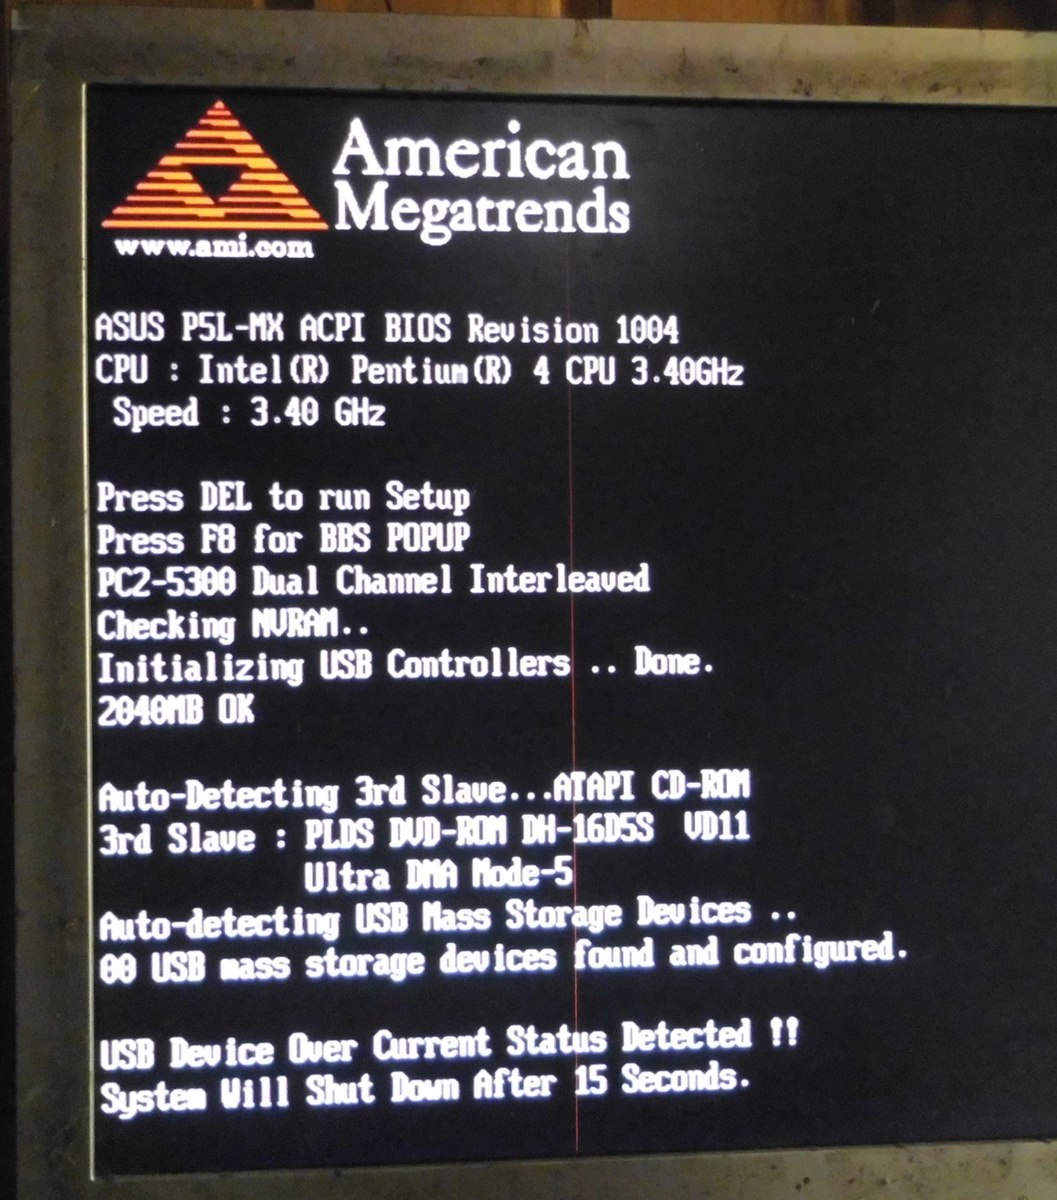 American
Megatrends
www.ami.com
ASUS P5L-MX ACPI BIOS Revision 1004
CPU : Intel(R) Pentium(R) 4 CPU 3.40GHz
Speed : 3.40 GHz
Press DEL to run Setup
Press F8 for BBS POPUP
PC2-5300 Dual Channel Interleaved
Checking NVRAM..
Initializing USB Controllers .. Done.
2040MB OK
Auto-Detecting 3rd Slave...ATAPI CD-ROM
3rd Slave : PLDS DVD-ROM DH-16D5S VD11
Ultra DMA Mode-5
Auto-detecting USB Mass Storage Devices ..
00 USB mass storage devices found and configured.
USB Device Over Current Status Detected !!
System Will Shut Down After 15 Seconds.